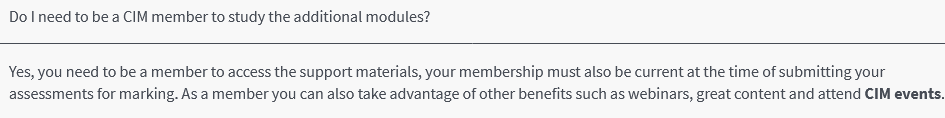 Do I need to be a CIM member to study the additional modules?
Yes, you need to be a member to access the support materials, your membership must also be current at the time of submitting your
assessments for marking. As a member you can also take advantage of other benefits such as webinars, great content and attend CIM events.